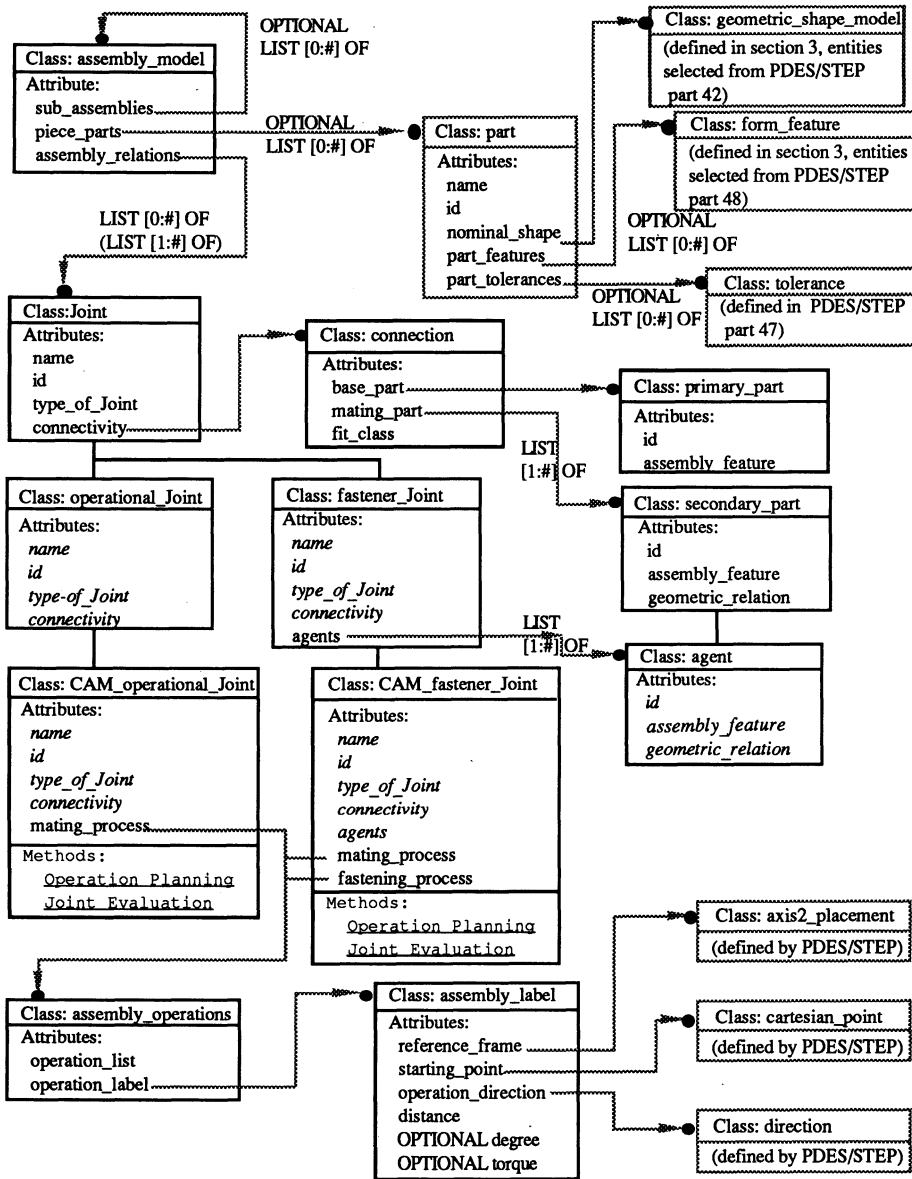 OPTIONAL
LIST [0:#] OF
Class: assembly_model
Attribute:
sub_assemblies
piece_parts
assembly_relations
OPTIONAL
LIST [0:#] OF
LIST [0:#] OF
(LIST [1:#] OF)
Class: part
Attributes:
name
id
nominal_shape
part_features
part_tolerances
Class: geometric_shape_model
(defined in section 3, entities
selected from PDES/STEP
part 42)
Class: form_feature
(defined in section 3, entities
selected from PDES/STEP
part 48)
OPTIONAL
LIST [0:#] OF
OPTIONAL
LIST [0:#] OF
Class: tolerance
(defined in PDES/STEP
part 47)
Class:Joint
Attributes:
name
id
type_of_Joint
connectivity
Class: connection
Attributes:
base_part
mating_part
fit_class
LIST
[1:#] OF
Class: primary_part
Attributes:
id
assembly_feature
Class: operational_Joint
Attributes:
name
id
type-of_Joint
connectivity
Class: fastener_Joint
Attributes:
name
id
type_of_Joint
connectivity
agents
LIST
[1:#] OF
Class: secondary_part
Attributes:
id
assembly_feature
geometric_relation
Class: agent
Attributes:
id
assembly_feature
geometric_relation
Class: CAM_operational_Joint
Attributes:
name
id
type_of_Joint
connectivity
mating_process
Methods:
Operation Planning
Joint Evaluation
Class: CAM_fastener_Joint
Attributes:
name
id
type_of_Joint
connectivity
agents
mating_process
fastening_process
Methods:
Operation Planning
Joint Evaluation
Class: assembly_operations
Attributes:
operation_list
operation_label
Class: assembly_label
Attributes:
reference_frame
starting_point
operation_direction
distance
OPTIONAL degree
OPTIONAL torque
Class: axis2_placement
(defined by PDES/STEP)
Class: cartesian_point
(defined by PDES/STEP)
Class: direction
(defined by PDES/STEP)